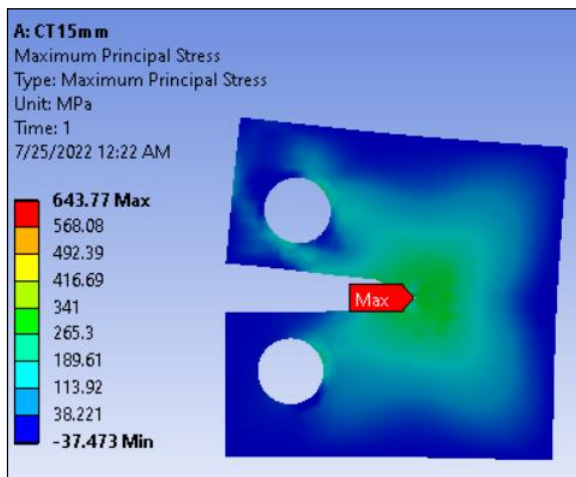 A: CT15mm
Maximum Principal Stress
Type: Maximum Principal Stress
Unit: MPa
Time: 1
7/25/2022 12:22 AM
643.77 Max
568.08
492.39
416.69
341
265.3
189.61
113.92
38.221
-37.473 Min
Max